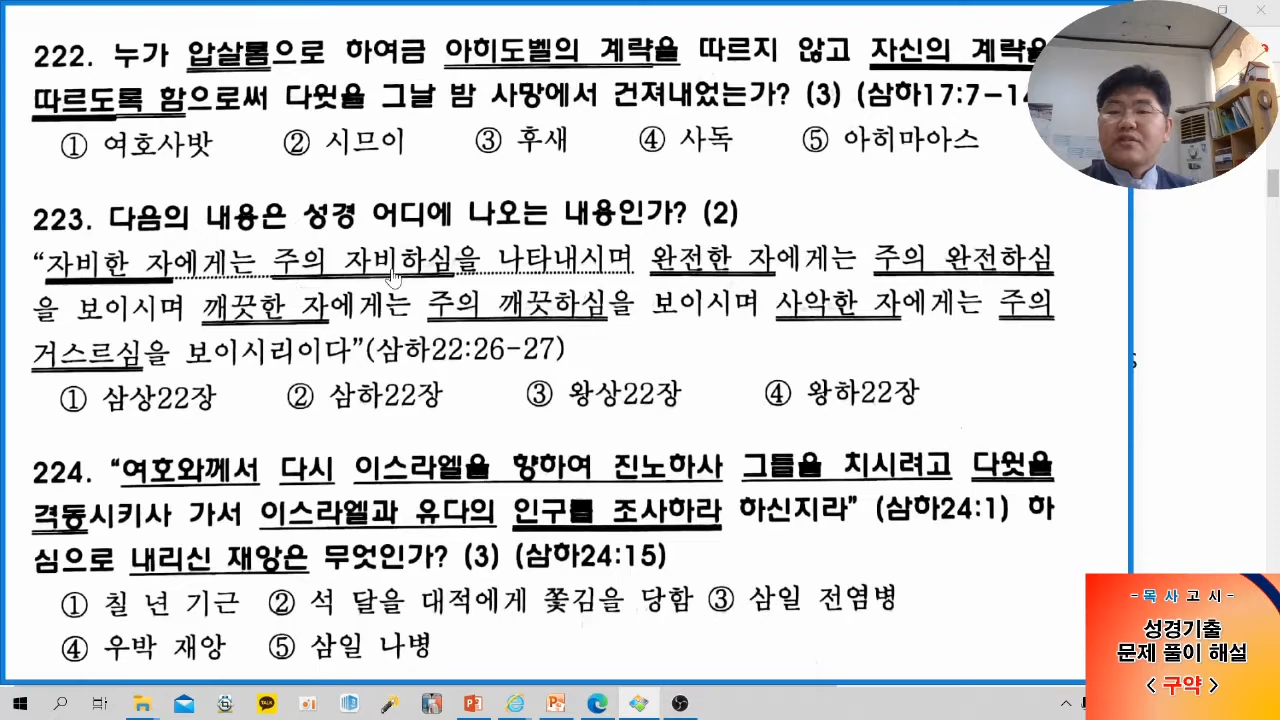 222. 누가 압살롬으로 하여금 아히도벨의 계략을 따르지 않고 자신의 계략을
따르도록 함으로써 다윗을 그날 밤 사망에서 건져내었는가? (3) (삼하17:7-14
① 여호사밧 ② 시므이 ③ 후새 ④ 사독 ⑤ 아히마아스
223. 다음의 내용은 성경 어디에 나오는 내용인가? (2)
“자비한 자에게는 주의 자비하심을 나타내시며 완전한 자에게는 주의 완전하심
을 보이시며 깨끗한 자에게는 주의 깨끗하심을 보이시며 사악한 자에게는 주의
거스르심을 보이시리이다”(삼하22:26-27)
① 삼상22장 ② 삼하22장 ③ 왕상22장 ④ 왕하22장
224. “여호와께서 다시 이스라엘을 향하여 진노하사 그들을 치시려고 다윗을
격동시키사 가서 이스라엘과 유다의 인구를 조사하라 하신지라” (삼하24:1) 하
심으로 내리신 재앙은 무엇인가? (3) (삼하24:15)
① 칠 년 기근 ② 석 달을 대적에게 쫓김을 당함 ③ 삼일 전염병
④ 우박 재앙 ⑤ 삼일 나병
- 목사고시 -
성경기출
문제 풀이 해설
< 구약 >